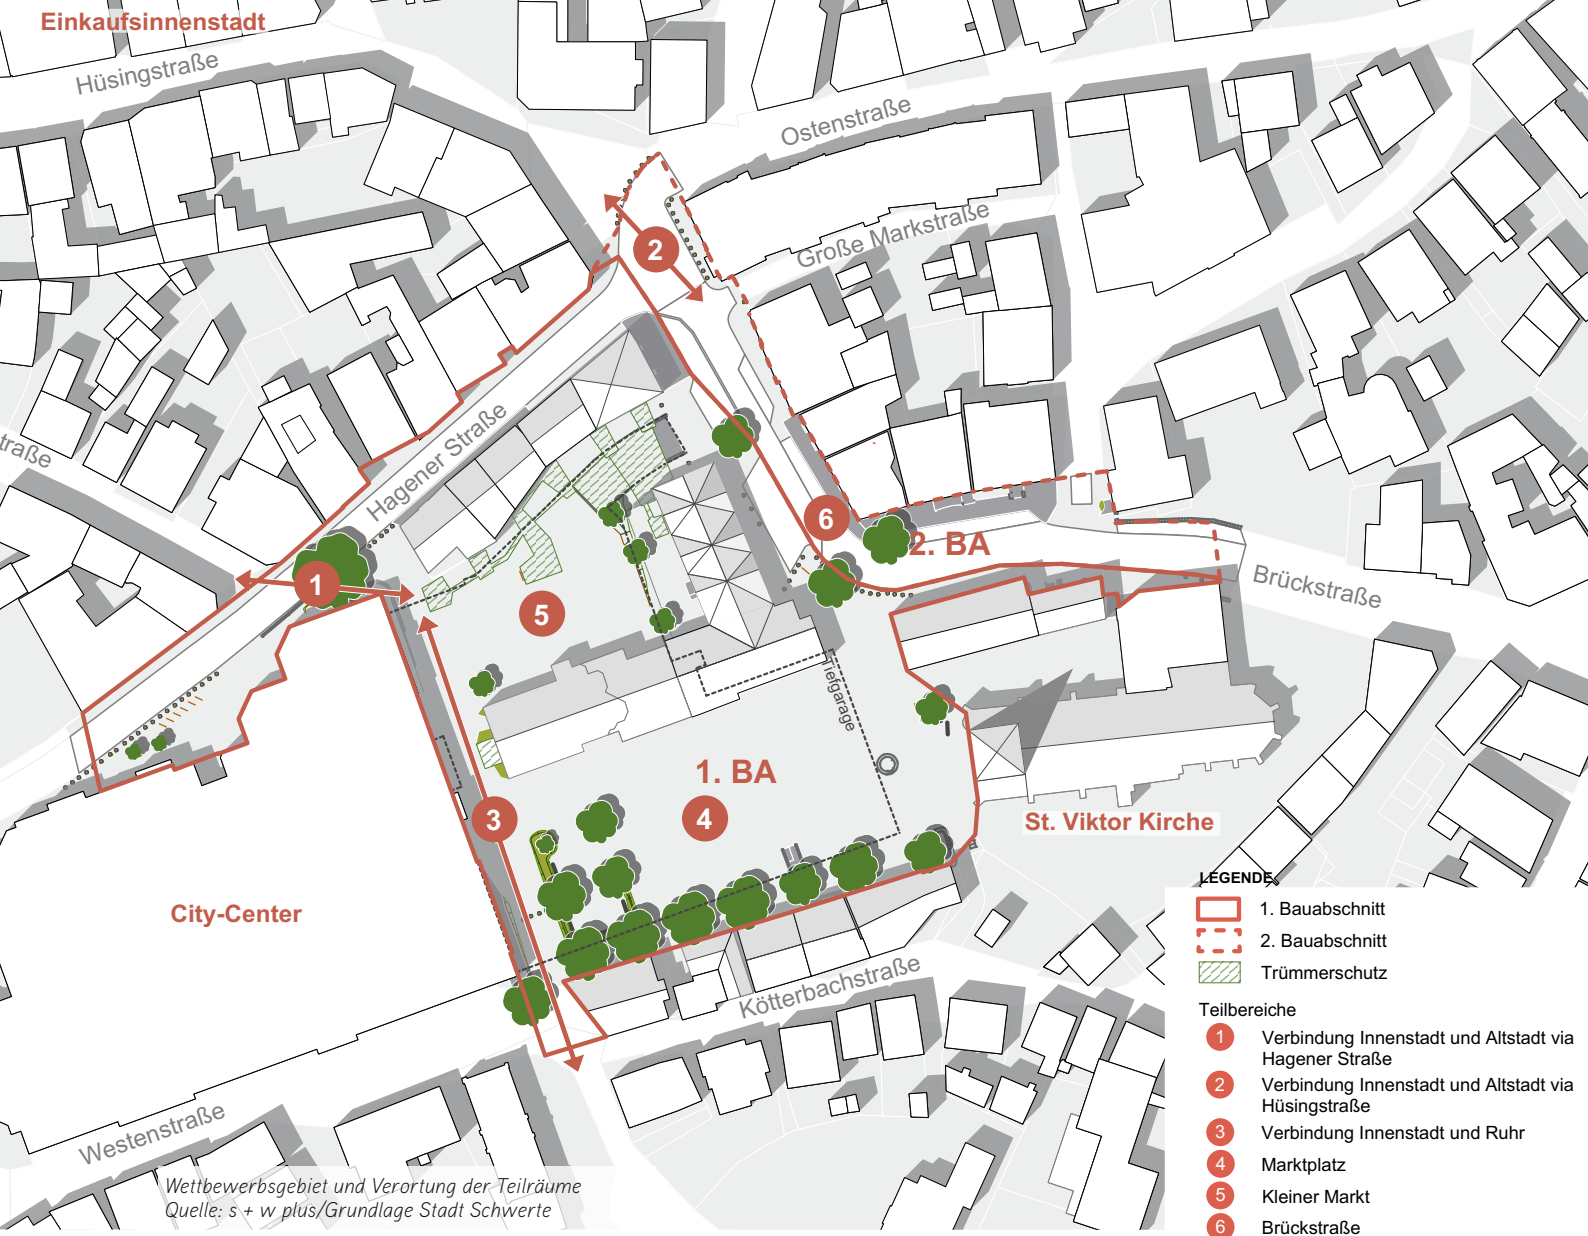 Einkaufsinnenstadt
Hüsingstraße
Ostenstraße
Große Markstraße
2
Hagener Straße
traße
6
2. BA
Brückstraße
1
5
Tiefgarage
1. BA
3
4
St. Viktor Kirche
City-Center
Kötterbachstraße
Westenstraße
Wettbewerbsgebiet und Verortung der Teilräume
Quelle: s + w plus/Grundlage Stadt Schwerte
LEGENDE
1. Bauabschnitt
2. Bauabschnitt
Trümmerschutz
Teilbereiche
1 Verbindung Innenstadt und Altstadt via
Hagener Straße
2 Verbindung Innenstadt und Altstadt via
Hüsingstraße
3 Verbindung Innenstadt und Ruhr
4 Marktplatz
5 Kleiner Markt
6 Brückstraße